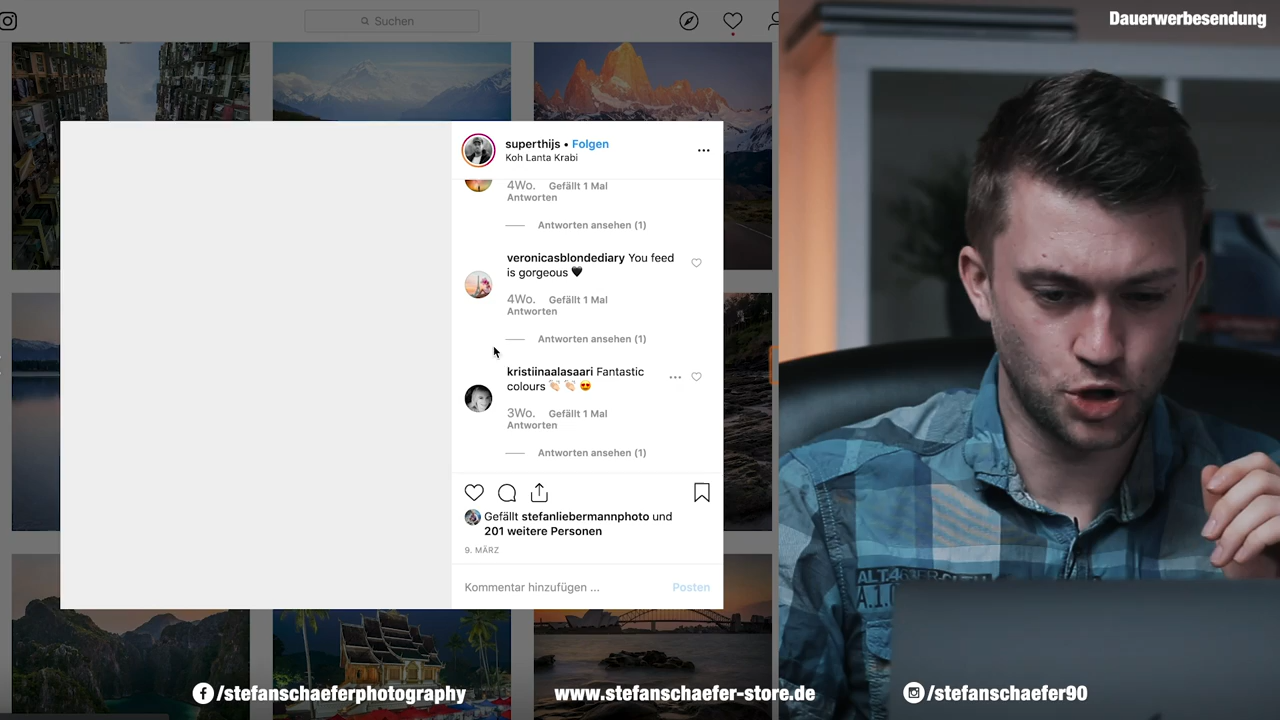 Suchen
Dauerwerbesendung
superthijs • Folgen
Koh Lanta Krabi
4Wo. Gefällt 1 Mal
Antworten
Antworten ansehen (1)
veronicasblondediary You feed
is gorgeous 🖤
4Wo. Gefällt 1 Mal
Antworten
Antworten ansehen (1)
kristiinaalasaari Fantastic
colours 👏🏻 👏🏻 😍
3Wo. Gefällt 1 Mal
Antworten
Antworten ansehen (1)
Gefällt stefanliebermannphoto und
201 weitere Personen
9. MÄRZ
Kommentar hinzufügen ... Posten
/stefanschaeferphotography
www.stefanschaefer-store.de
/stefanschaefer90